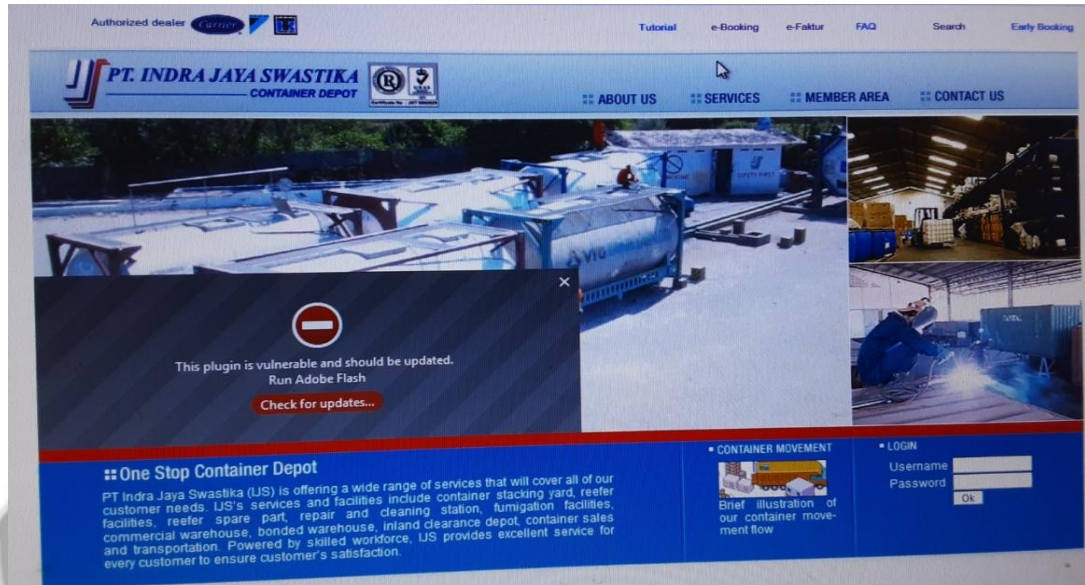 Authorized dealer Carrier
Tutorial e-Booking e-Faktur FAQ Search Early Booking
PT. INDRA JAYA SWASTIKA
CONTAINER DEPOT
ABOUT US SERVICES MEMBER AREA CONTACT US
SAFETY FIRST
This plugin is vulnerable and should be updated.
Run Adobe Flash
Check for updates...
One Stop Container Depot
PT Indra Jaya Swastika (IJS) is offering a wide range of services that will cover all of our
customer needs. IJS's services and facilities include container stacking yard, reefer
facilities, reefer spare part, repair and cleaning station, fumigation facilities,
commercial warehouse, bonded warehouse, inland clearance depot, container sales
and transportation. Powered by skilled workforce, IJS provides excellent service for
every customer to ensure customer's satisfaction.
CONTAINER MOVEMENT
Brief illustration of
our container move-
ment flow
LOGIN
Username
Password
Ok